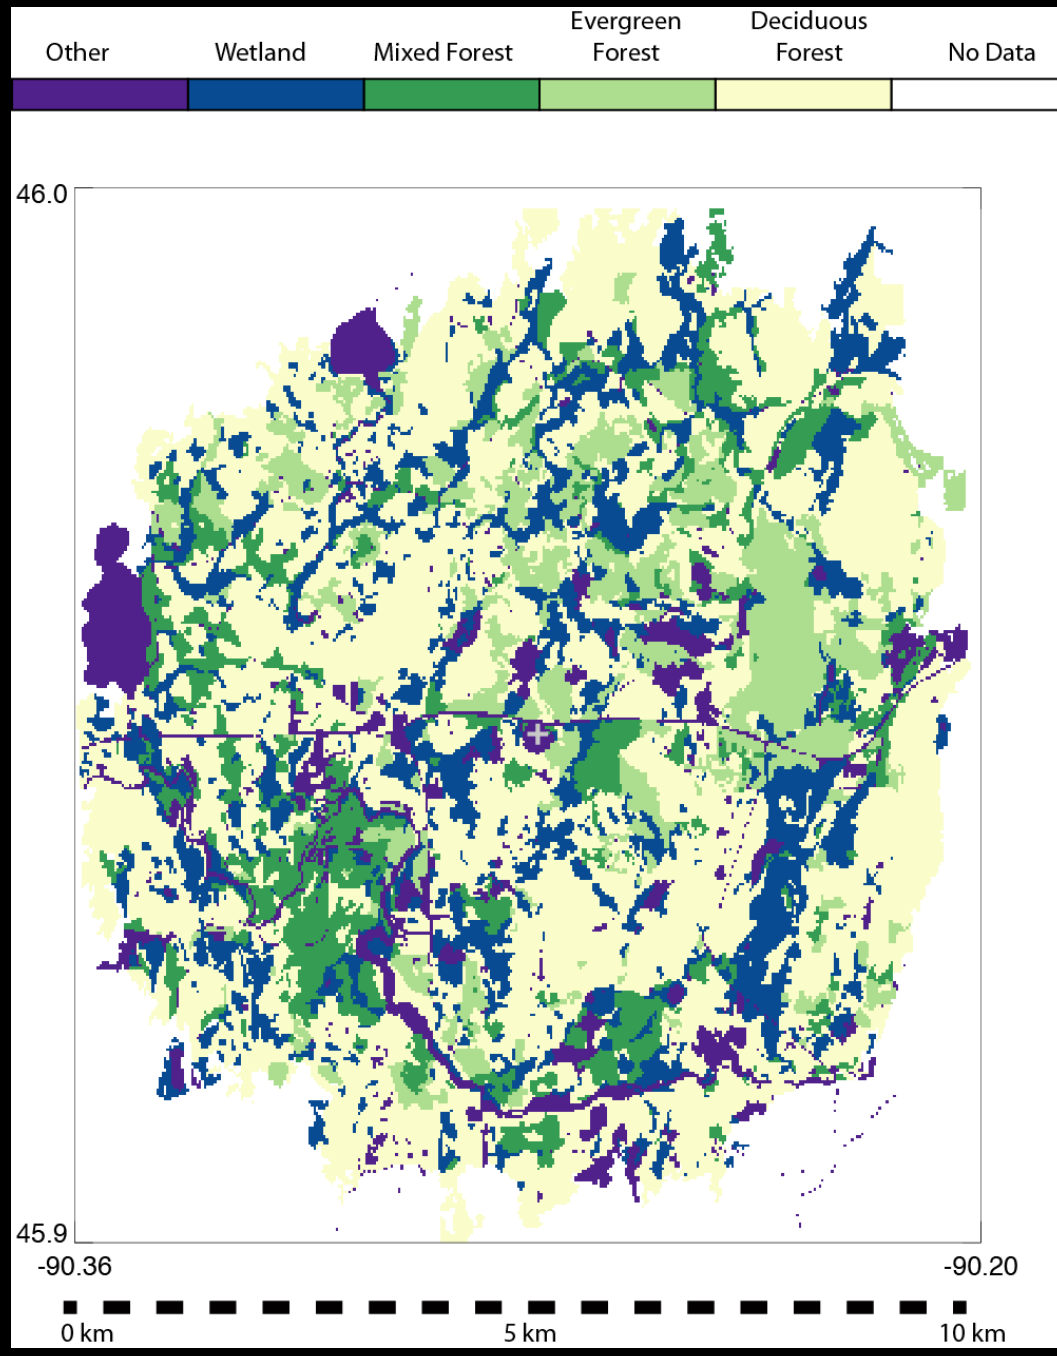 Other
Wetland
Mixed Forest
Evergreen
Forest
Deciduous
Forest
No Data
46.0
45.9
-90.36
-90.20
0 km
5 km
10 km